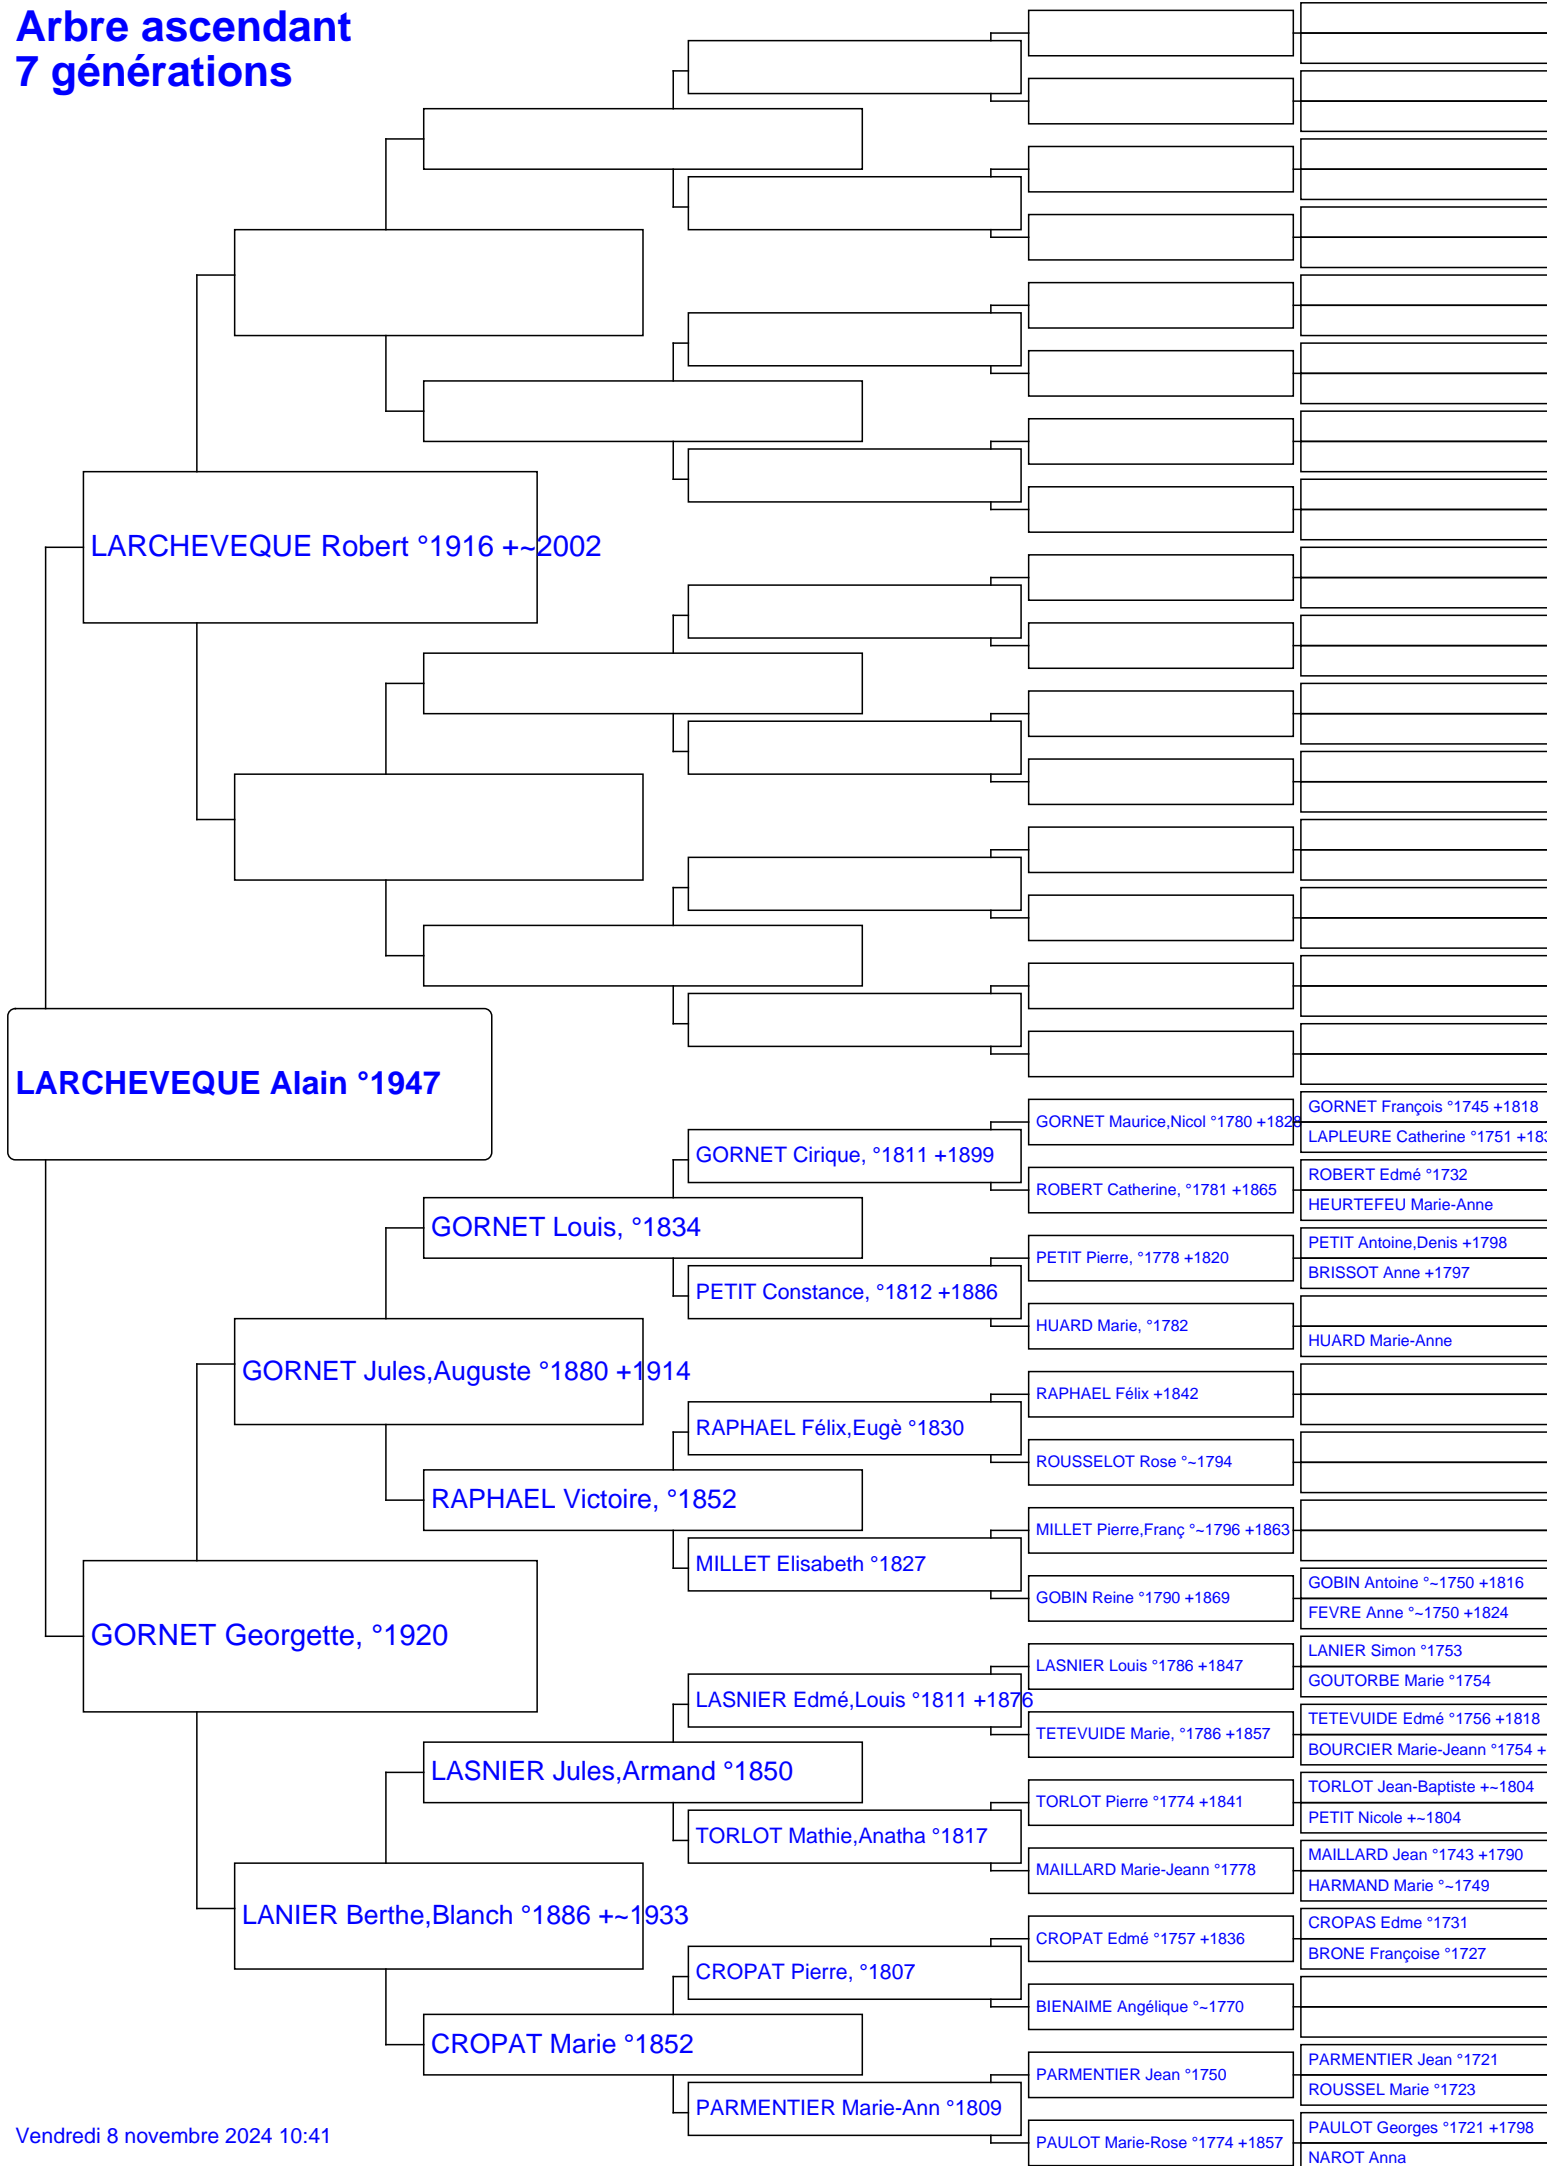 Arbre ascendant
7 générations
LARCHEVEQUE Robert °1916 +~2002
LARCHEVEQUE Alain °1947
GORNET Georgette, °1920
GORNET Jules,Auguste °1880 +1914
LANIER Berthe,Blanch °1886 +~1933
GORNET Louis, °1834
RAPHAEL Victoire, °1852
LASNIER Jules,Armand °1850
CROPAT Marie °1852
GORNET Cirique, °1811 +1899
PETIT Constance, °1812 +1886
RAPHAEL Félix,Eugè °1830
MILLET Elisabeth °1827
LASNIER Edmé,Louis °1811 +1876
TORLOT Mathie,Anatha °1817
CROPAT Pierre, °1807
PARMENTIER Marie-Ann °1809
GORNET Maurice,Nicol °1780 +1828
ROBERT Catherine, °1781 +1865
PETIT Pierre, °1778 +1820
HUARD Marie, °1782
RAPHAEL Félix +1842
ROUSSELOT Rose °~1794
MILLET Pierre,Franç °~1796 +1863
GOBIN Reine °1790 +1869
LASNIER Louis °1786 +1847
TETEVUIDE Marie, °1786 +1857
TORLOT Pierre °1774 +1841
MAILLARD Marie-Jeann °1778
CROPAT Edmé °1757 +1836
BIENAIME Angélique °~1770
PARMENTIER Jean °1750
PAULOT Marie-Rose °1774 +1857
GORNET François °1745 +1818
LAPLEURE Catherine °1751
ROBERT Edmé °1732
HEURTEFEU Marie-Anne
PETIT Antoine,Denis +1798
BRISSOT Anne +1797
HUARD Marie-Anne
GOBIN Antoine °~1750 +1816
FEVRE Anne °~1750 +1824
LANIER Simon °1753
GOUTORBE Marie °1754
TETEVUIDE Edmé °1756 +1818
BOURCIER Marie-Jeann °1754 +
TORLOT Jean-Baptiste +~1804
PETIT Nicole +~1804
MAILLARD Jean °1743 +1790
HARMAND Marie °~1749
CROPAS Edme °1731
BRONE Françoise °1727
PARMENTIER Jean °1721
ROUSSEL Marie °1723
PAULOT Georges °1721 +1798
NAROT Anna
Vendredi 8 novembre 2024 10:41